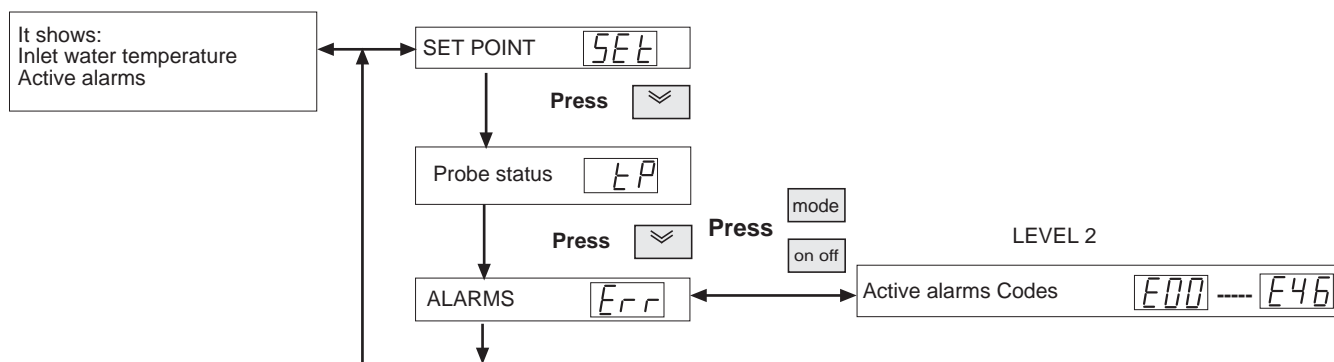 It shows:
Inlet water temperature
Active alarms
SET POINT SEt
Press
Probe status tP
Press
Press mode
on off
LEVEL 2
ALARMS Err
Active alarms Codes E00 ----- E46